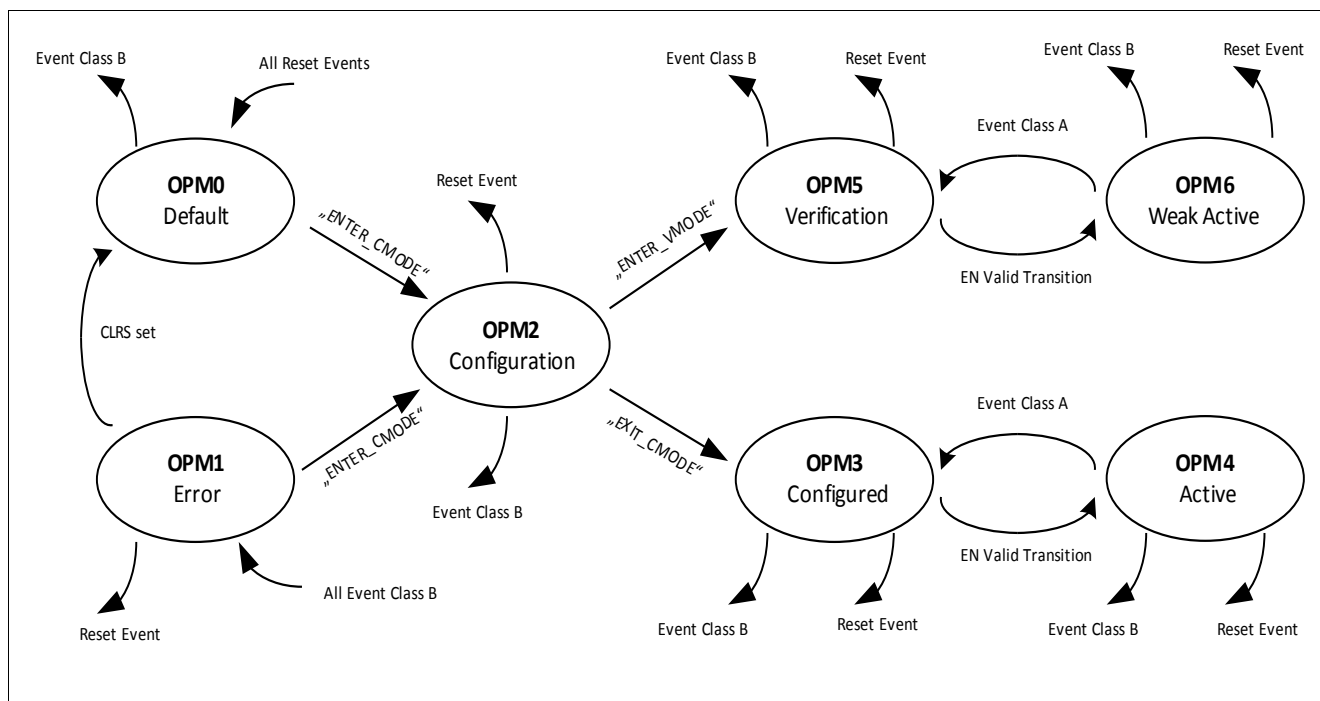 Event Class B
All Reset Events
Event Class B
Reset Event
Event Class B
Reset Event
Event Class A
OPM0
Default
Reset Event
OPM5
Verification
OPM6
Weak Active
„ENTER_CMODE“
„ENTER_VMODE“
EN Valid Transition
CLRS set
OPM2
Configuration
Event Class A
„ENTER_CMODE“
„EXIT_CMODE“
OPM1
Error
OPM3
Configured
OPM4
Active
Event Class B
EN Valid Transition
All Event Class B
Reset Event
Event Class B
Reset Event
Event Class B
Reset Event